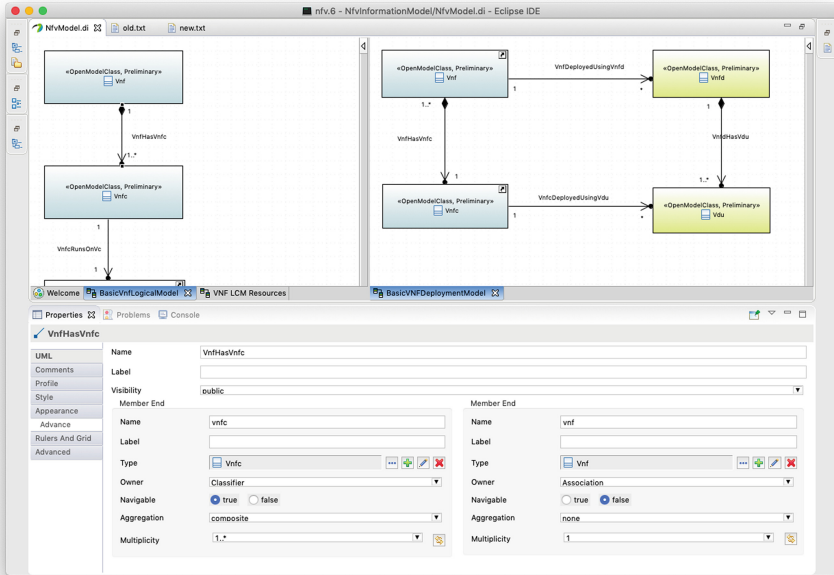 nfv.6 - NfvInformationModel/NfvModel.di - Eclipse IDE
NfvModel.di
old.txt
new.txt
«OpenModelClass, Preliminary»
Vnf
1
VnfHasVnfc
1..*
«OpenModelClass, Preliminary»
Vnfc
1
VnfcRunsOnVc
1
«OpenModelClass, Preliminary»
Vnf
VnfDeployedUsingVnfd
1
*
«OpenModelClass, Preliminary»
Vnfd
1..*
1
VnfHasVnfc
VnfdHasVdu
1
1..*
«OpenModelClass, Preliminary»
Vnfc
VnfcDeployedUsingVdu
1
*
«OpenModelClass, Preliminary»
Vdu
Welcome
BasicVnfLogicalModel
VNF LCM Resources
BasicVNFDeploymentModel
Properties
Problems
Console
VnfHasVnfc
UML
Comments
Profile
Style
Appearance
Advance
Rulers And Grid
Advanced
Name
VnfHasVnfc
Label
Visibility
public
Member End
Name
vnfc
Label
Type
Vnfc
Owner
Classifier
Navigable
true
false
Aggregation
composite
Multiplicity
1..*
Member End
Name
vnf
Label
Type
Vnf
Owner
Association
Navigable
true
false
Aggregation
none
Multiplicity
1